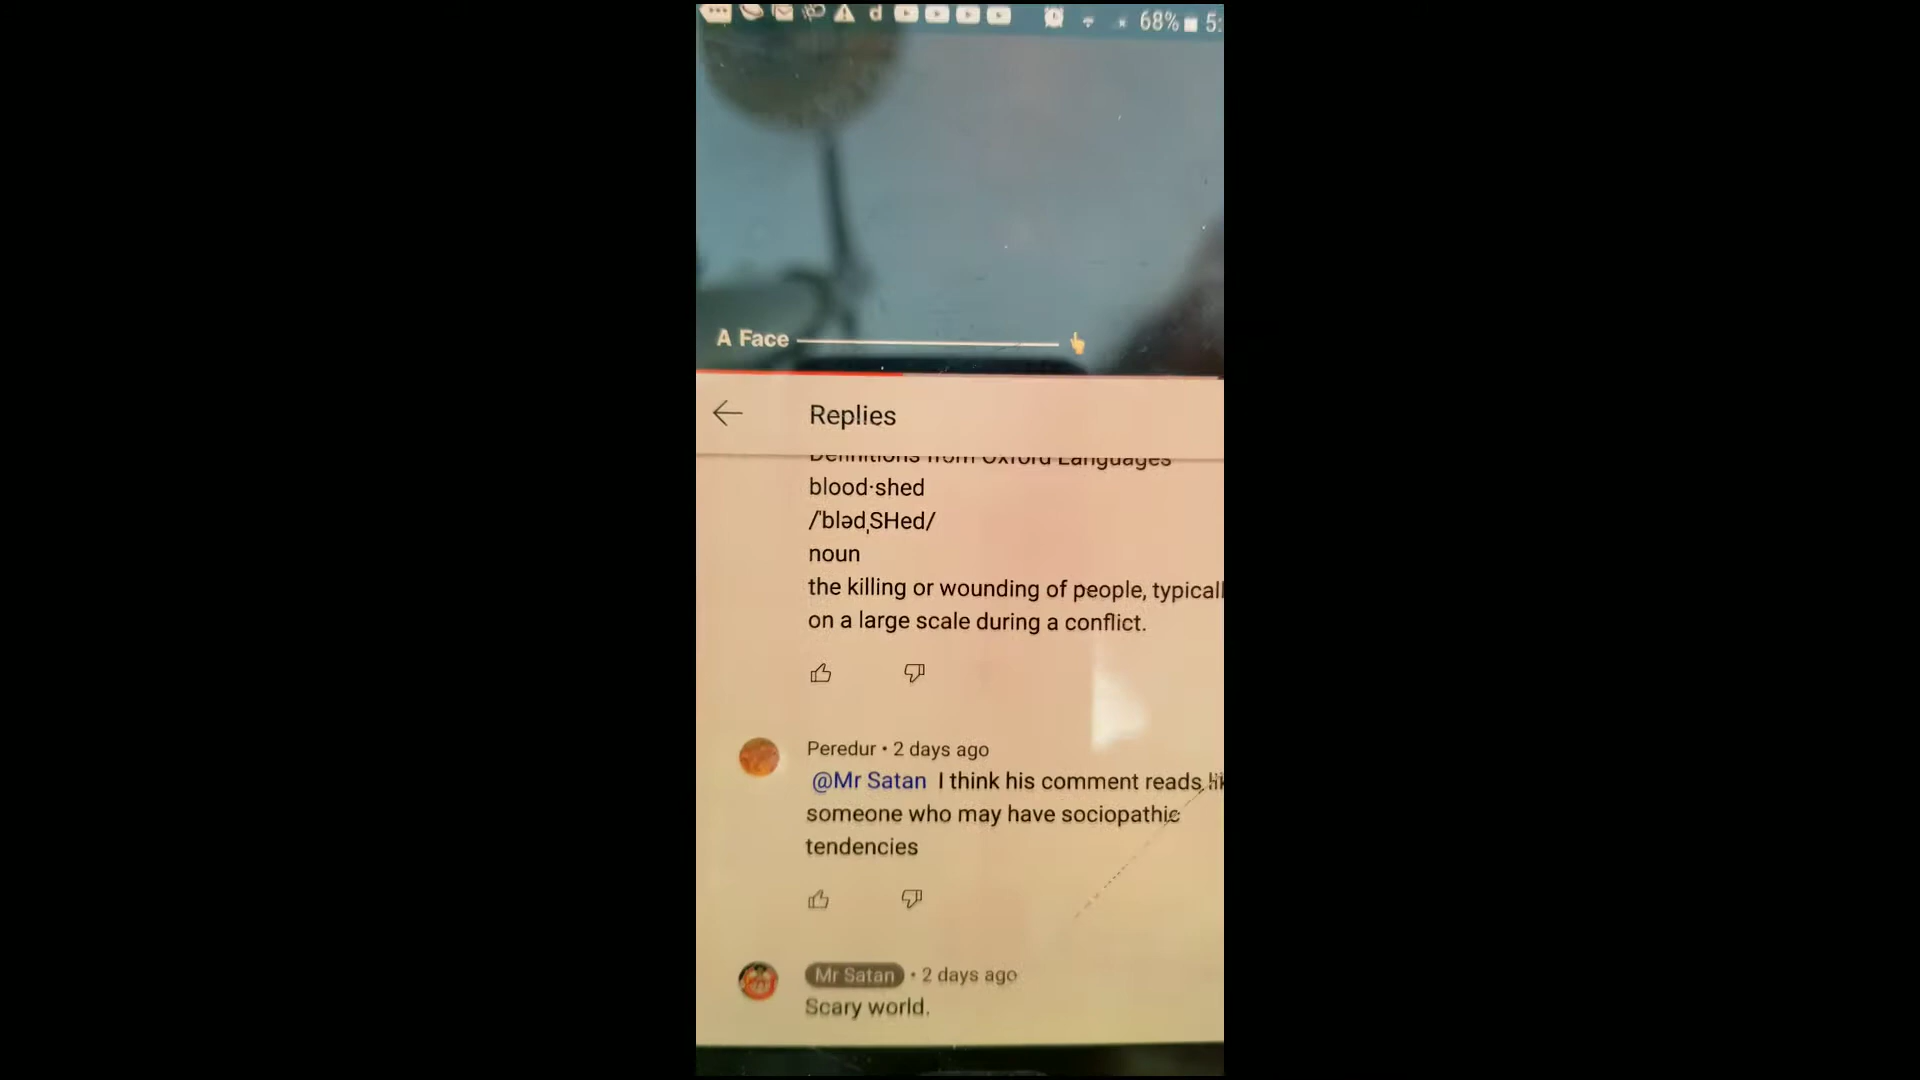 68% 5:
A Face
Replies
Definitions from Oxford Languages
blood·shed
/ˈblədˌSHed/
noun
the killing or wounding of people, typicall
on a large scale during a conflict.
Peredur • 2 days ago
@Mr Satan I think his comment reads
someone who may have sociopathic
tendencies
Mr Satan • 2 days ago
Scary world.